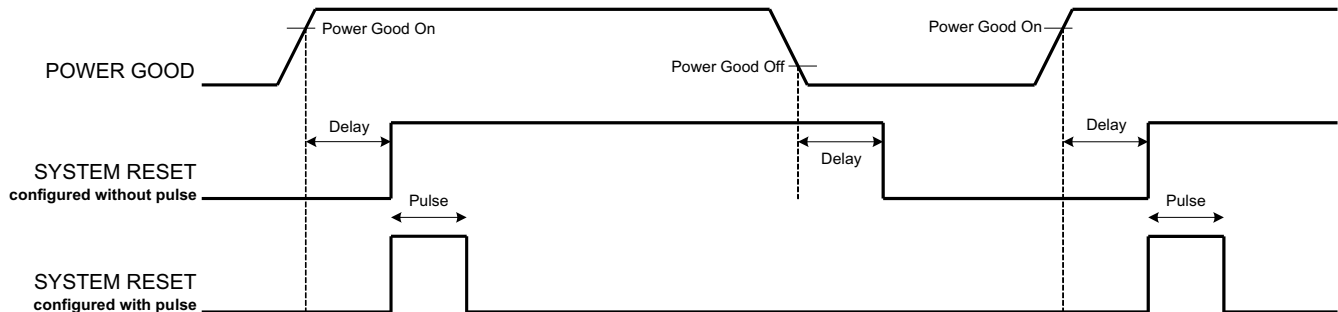 Power Good On
Power Good On
POWER GOOD
Power Good Off
Delay
Delay
Delay
SYSTEM RESET
configured without pulse
Pulse
Pulse
SYSTEM RESET
configured with pulse